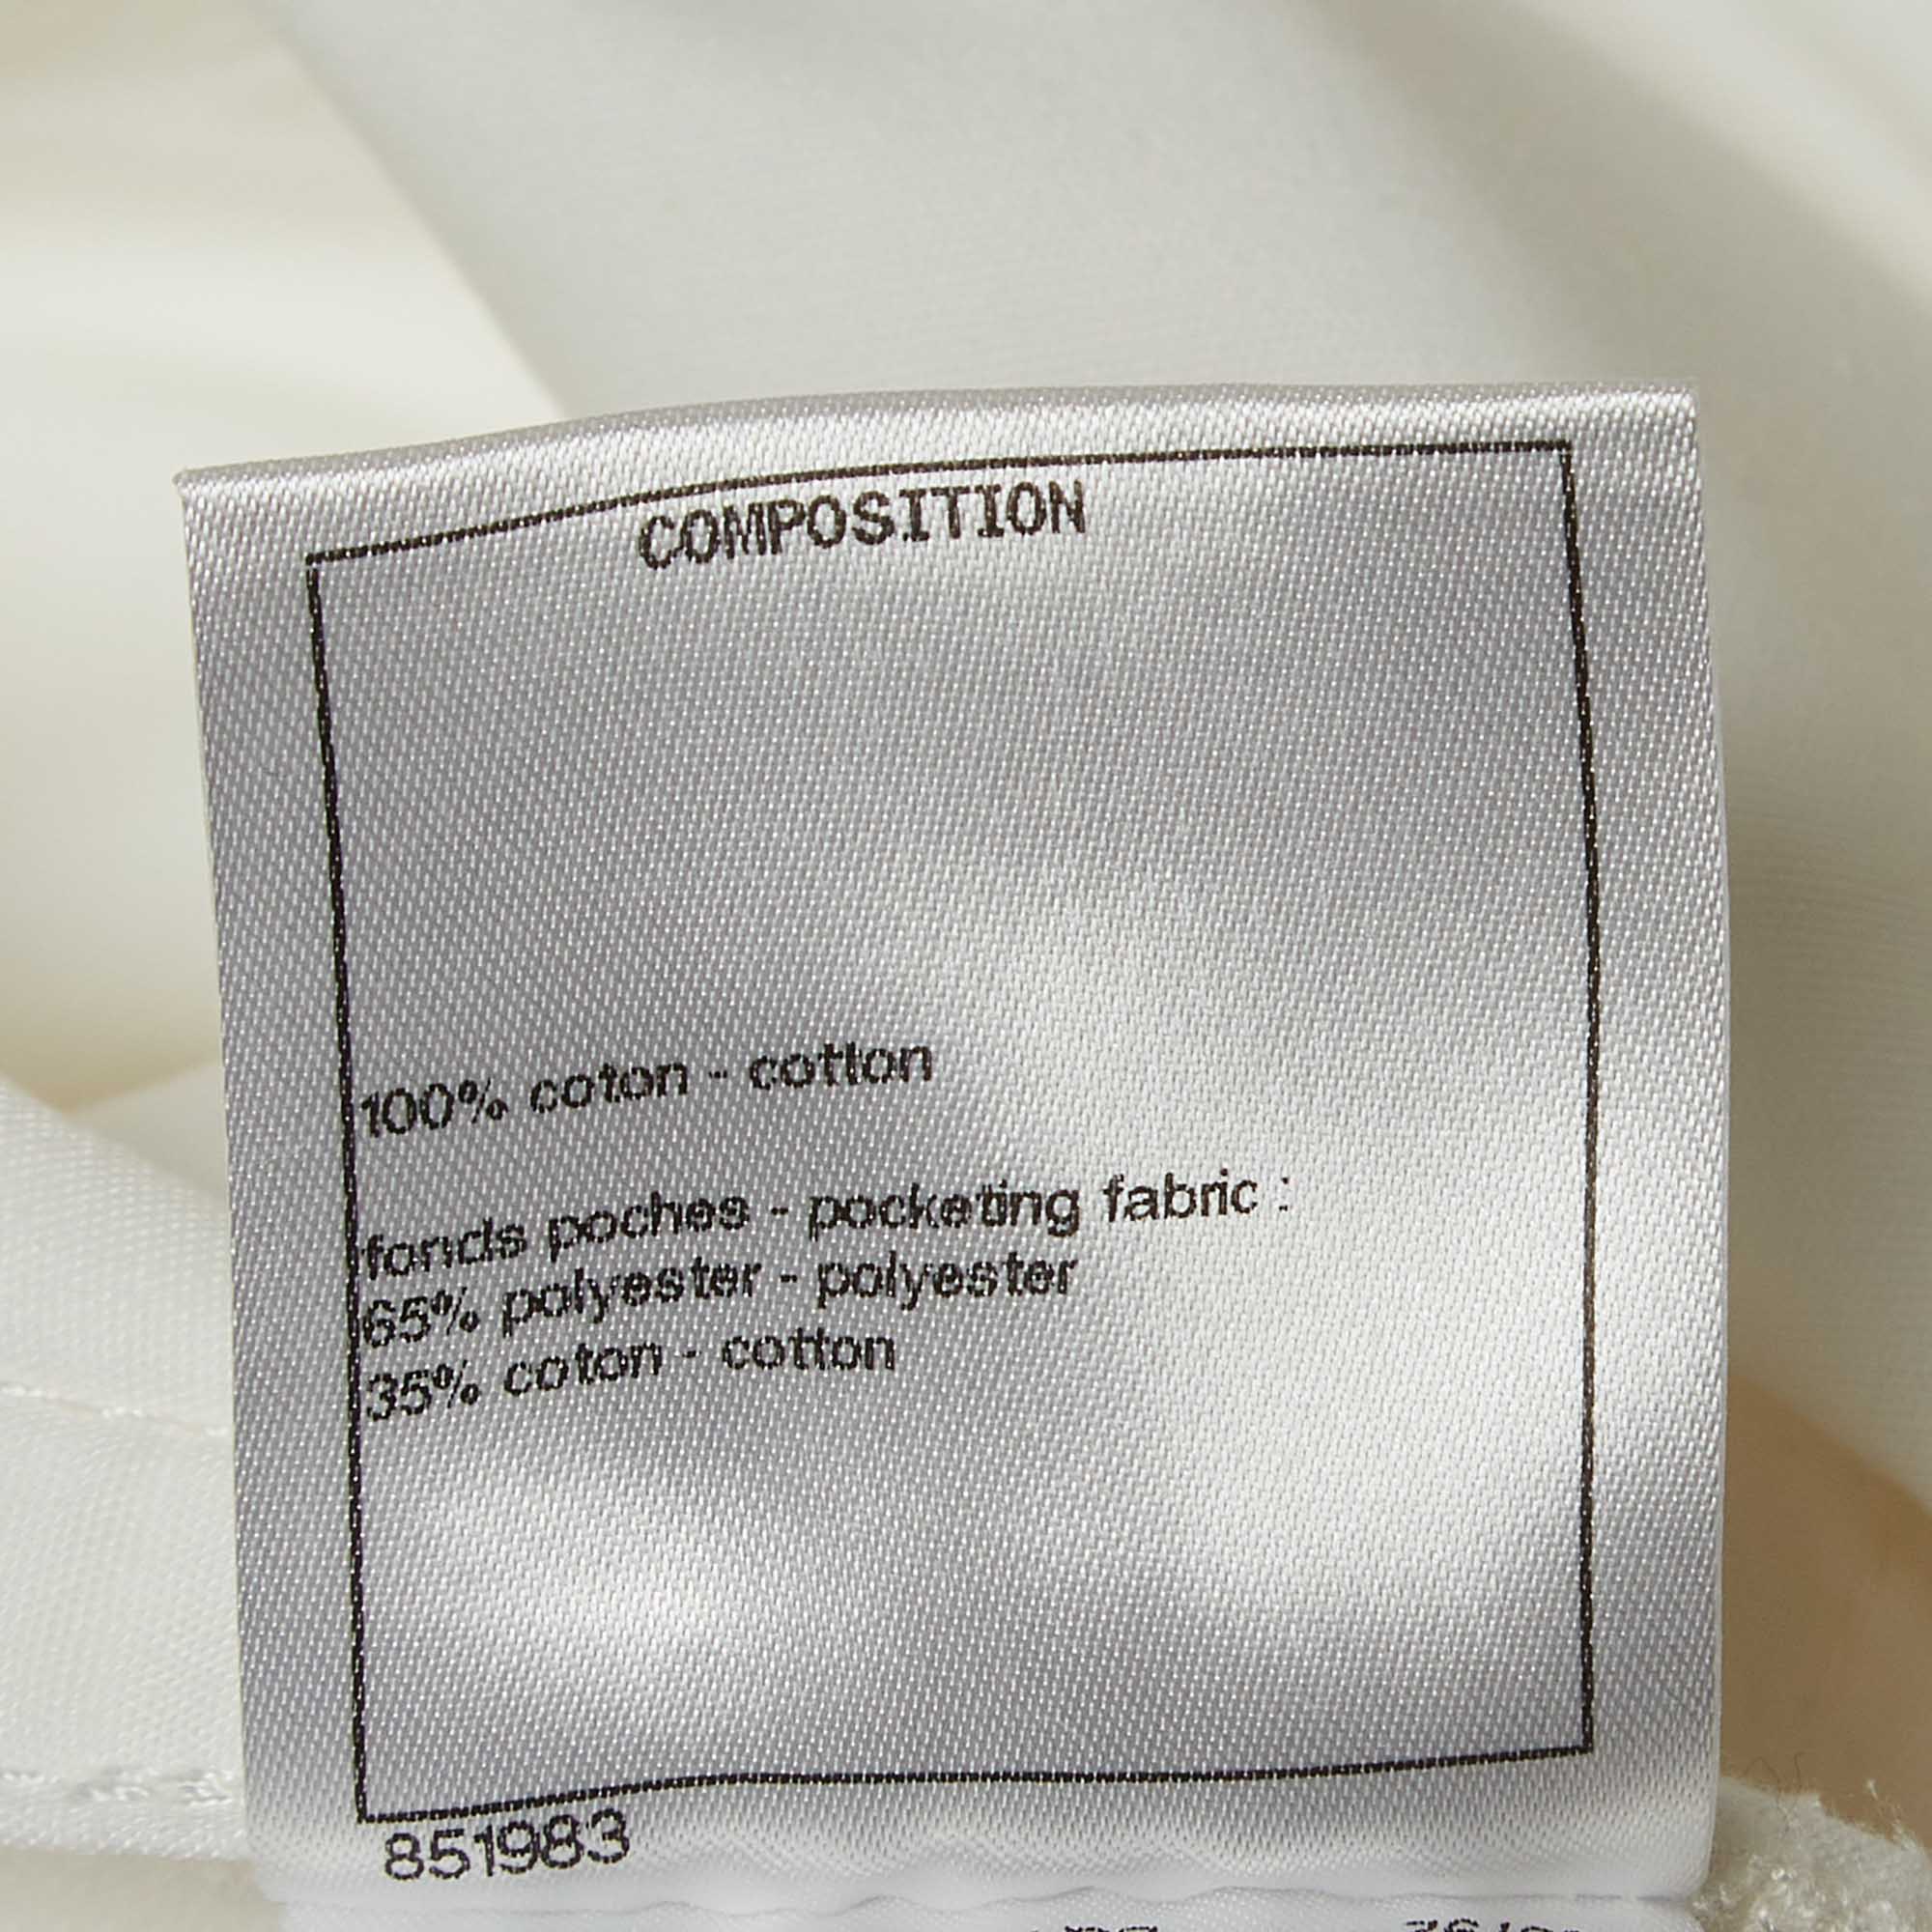 COMPOSITION
100% coton - cotton
fonds poches - pocketing fabric :
65% polyester - polyester
35% coton - cotton
851983